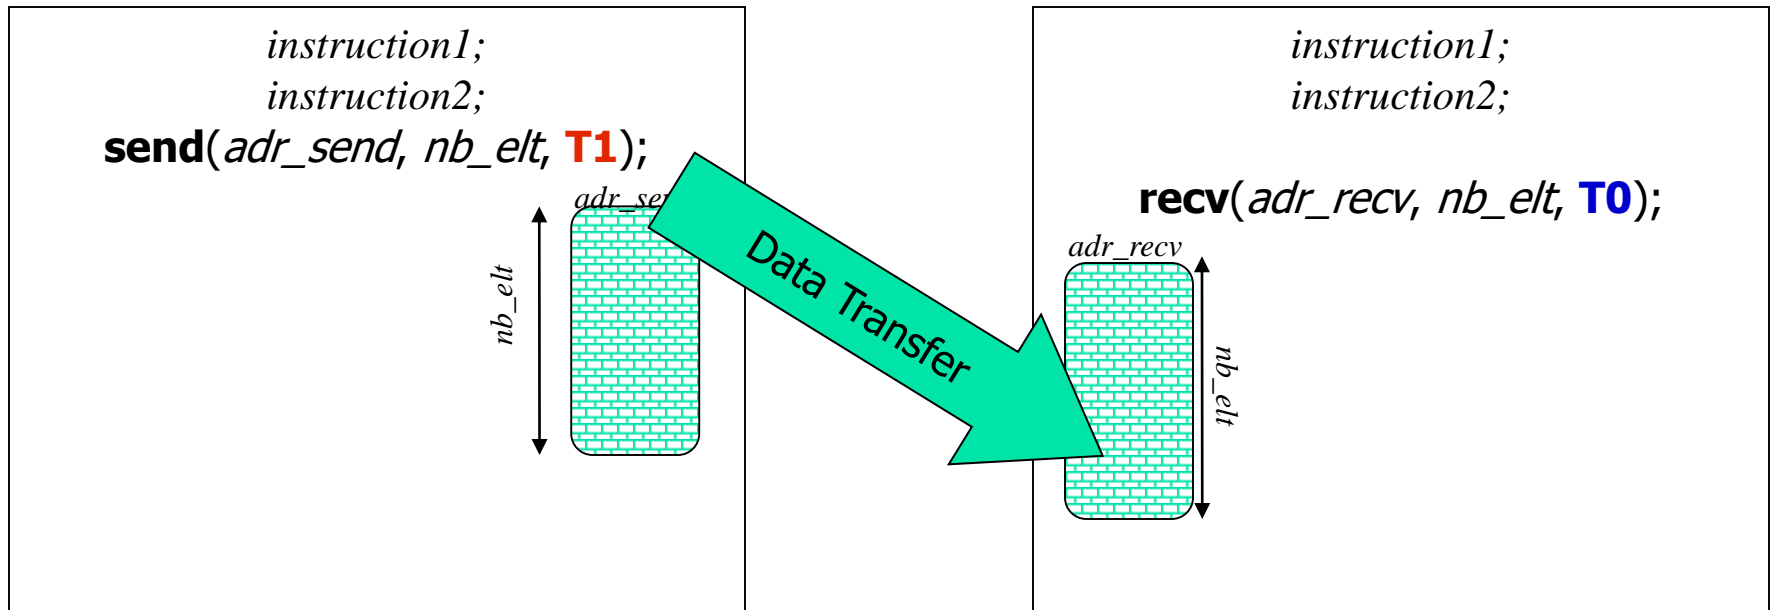 instruction1;
instruction2;
send(adr_send, nb_elt, T1);
nb_elt
Data Transfer
instruction1;
instruction2;
recv(adr_recv, nb_elt, T0);
adr_recv
nb_elt